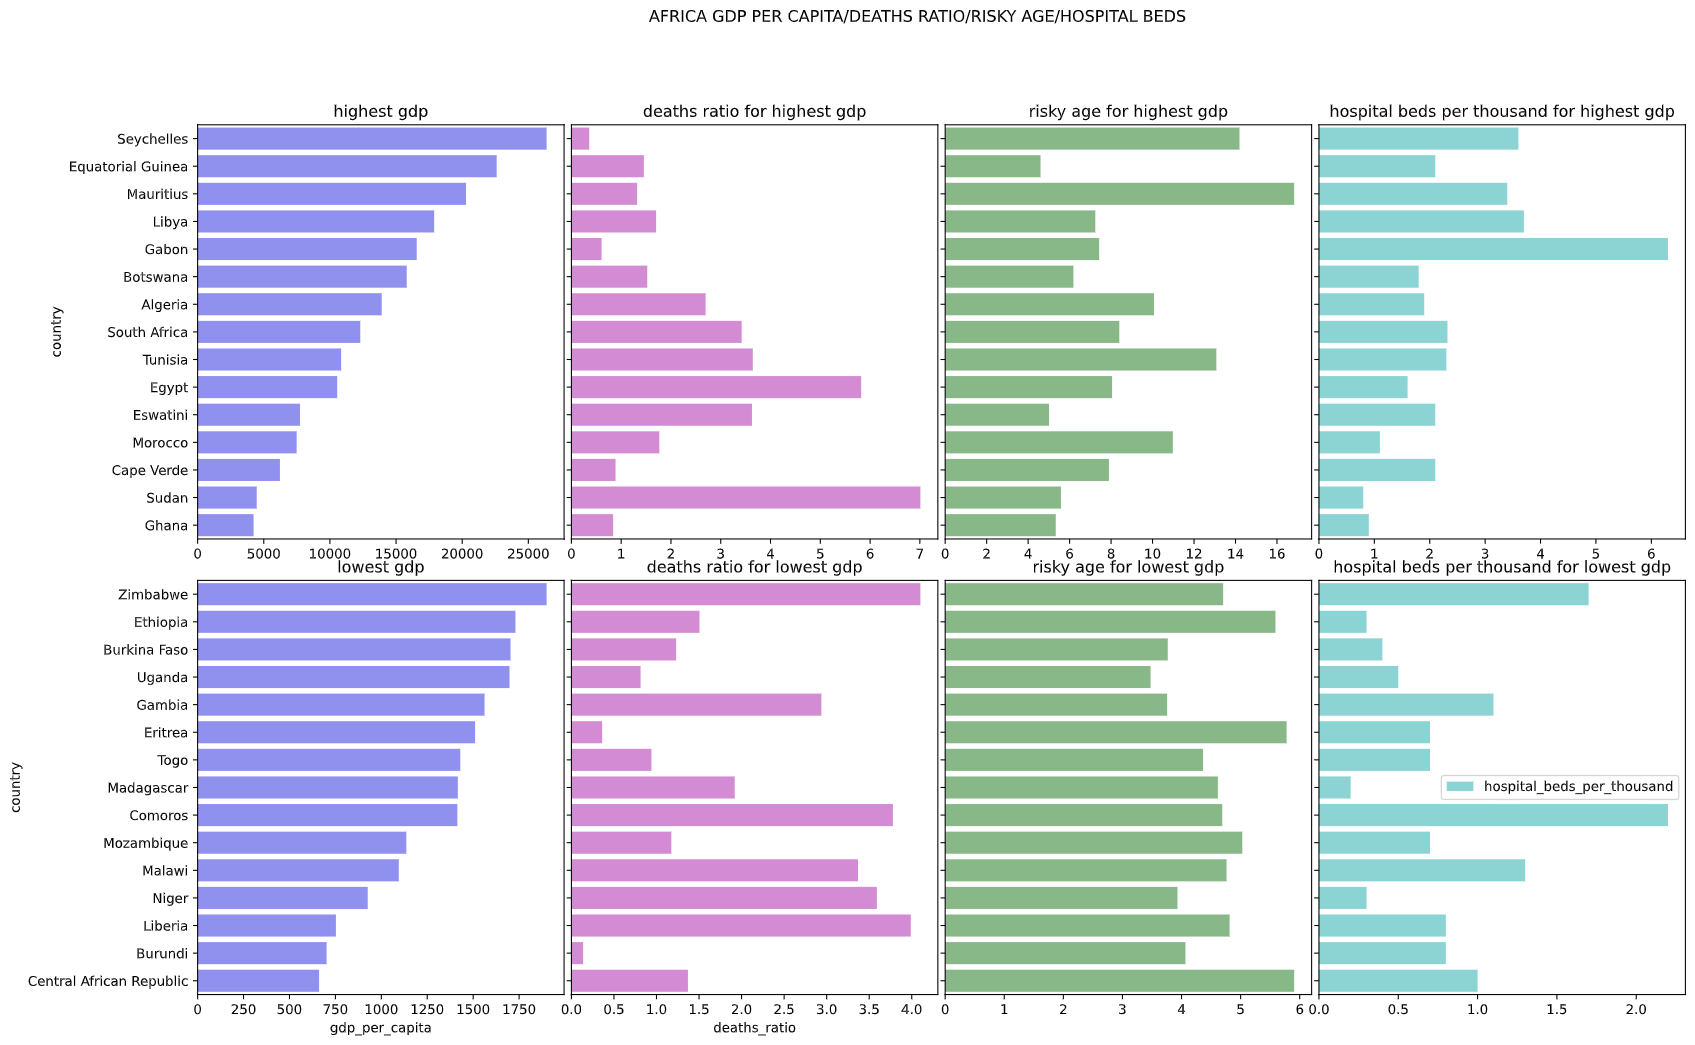 AFRICA GDP PER CAPITA/DEATHS RATIO/RISKY AGE/HOSPITAL BEDS
highest gdp
deaths ratio for highest gdp
risky age for highest gdp
hospital beds per thousand for highest gdp
country
Seychelles
Equatorial Guinea
Mauritius
Libya
Gabon
Botswana
Algeria
South Africa
Tunisia
Egypt
Eswatini
Morocco
Cape Verde
Sudan
Ghana
0 5000 10000 15000 20000 25000
0 1 2 3 4 5 6 7
0 2 4 6 8 10 12 14 16
0 1 2 3 4 5 6
lowest gdp
deaths ratio for lowest gdp
risky age for lowest gdp
hospital beds per thousand for lowest gdp
country
Zimbabwe
Ethiopia
Burkina Faso
Uganda
Gambia
Eritrea
Togo
Madagascar
Comoros
Mozambique
Malawi
Niger
Liberia
Burundi
Central African Republic
hospital_beds_per_thousand
0 250 500 750 1000 1250 1500 1750
0.0 0.5 1.0 1.5 2.0 2.5 3.0 3.5 4.0
0 1 2 3 4 5 6
0.0 0.5 1.0 1.5 2.0
gdp_per_capita
deaths_ratio